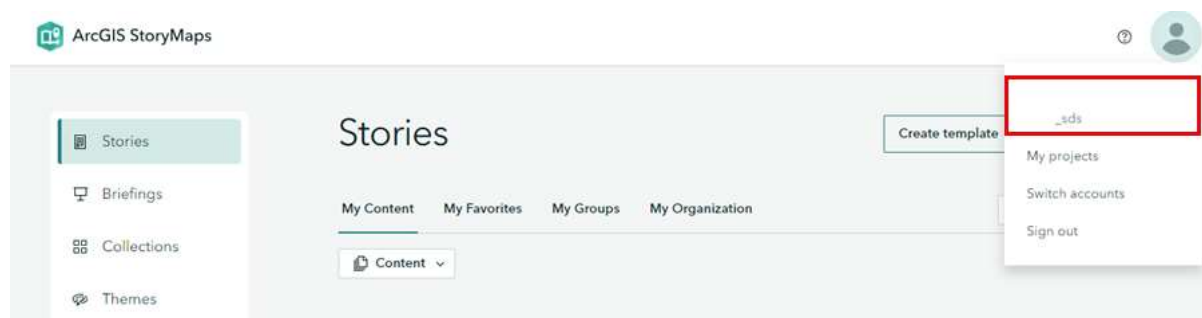 ArcGIS StoryMaps
Stories
Briefings
Collections
Themes
Stories
Create template
My Content My Favorites My Groups My Organization
Content
_sds
My projects
Switch accounts
Sign out